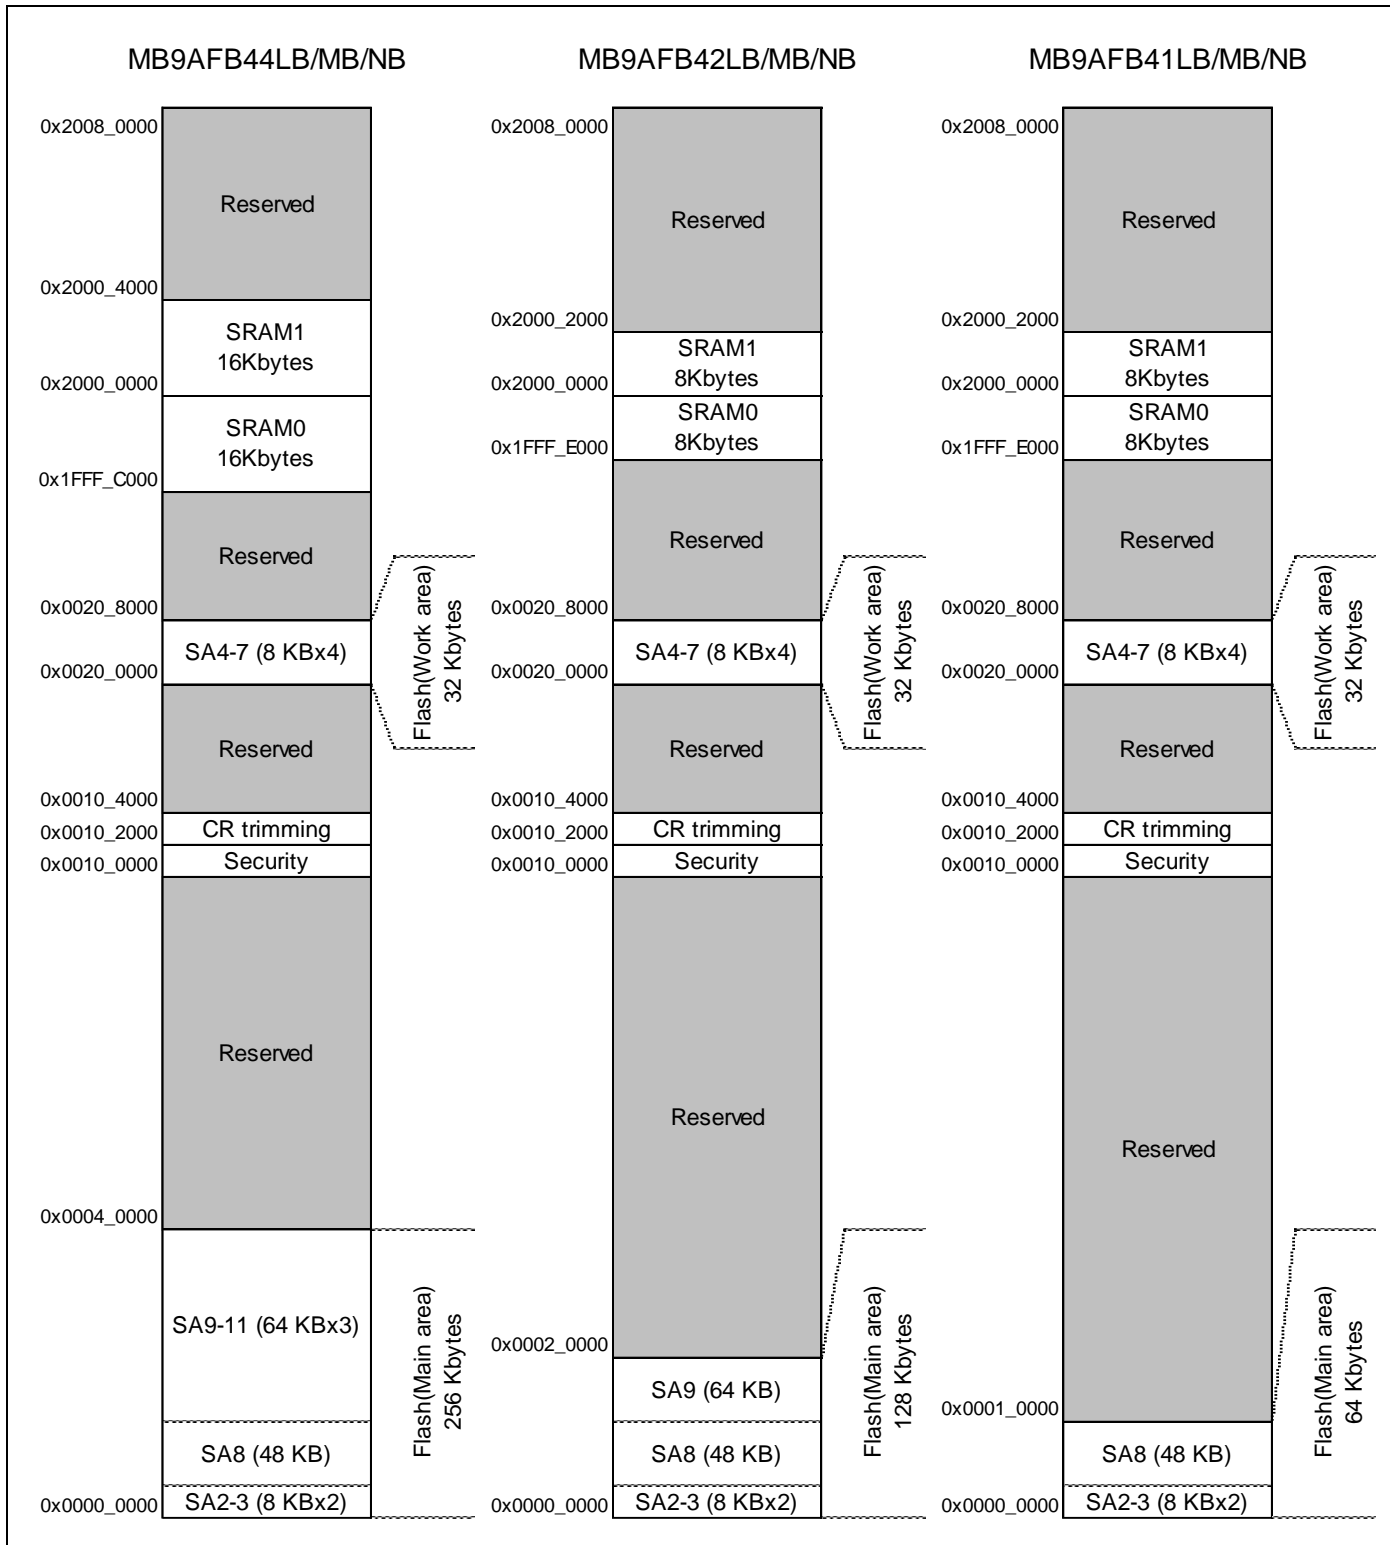 MB9AFB44LB/MB/NB
0x2008_0000
Reserved
0x2000_4000
SRAM1
16Kbytes
0x2000_0000
SRAM0
16Kbytes
0x1FFF_C000
Reserved
0x0020_8000
SA4-7 (8 KBx4)
0x0020_0000
Flash(Work area)
32 Kbytes
Reserved
0x0010_4000
CR trimming
0x0010_2000
Security
0x0010_0000
Reserved
0x0004_0000
SA9-11 (64 KBx3)
Flash(Main area)
256 Kbytes
SA8 (48 KB)
SA2-3 (8 KBx2)
0x0000_0000
MB9AFB42LB/MB/NB
0x2008_0000
Reserved
0x2000_2000
SRAM1
8Kbytes
0x2000_0000
SRAM0
8Kbytes
0x1FFF_E000
Reserved
0x0020_8000
SA4-7 (8 KBx4)
0x0020_0000
Flash(Work area)
32 Kbytes
Reserved
0x0010_4000
CR trimming
0x0010_2000
Security
0x0010_0000
Reserved
0x0002_0000
SA9 (64 KB)
Flash(Main area)
128 Kbytes
SA8 (48 KB)
SA2-3 (8 KBx2)
0x0000_0000
MB9AFB41LB/MB/NB
0x2008_0000
Reserved
0x2000_2000
SRAM1
8Kbytes
0x2000_0000
SRAM0
8Kbytes
0x1FFF_E000
Reserved
0x0020_8000
SA4-7 (8 KBx4)
0x0020_0000
Flash(Work area)
32 Kbytes
Reserved
0x0010_4000
CR trimming
0x0010_2000
Security
0x0010_0000
Reserved
0x0001_0000
Flash(Main area)
64 Kbytes
SA8 (48 KB)
SA2-3 (8 KBx2)
0x0000_0000